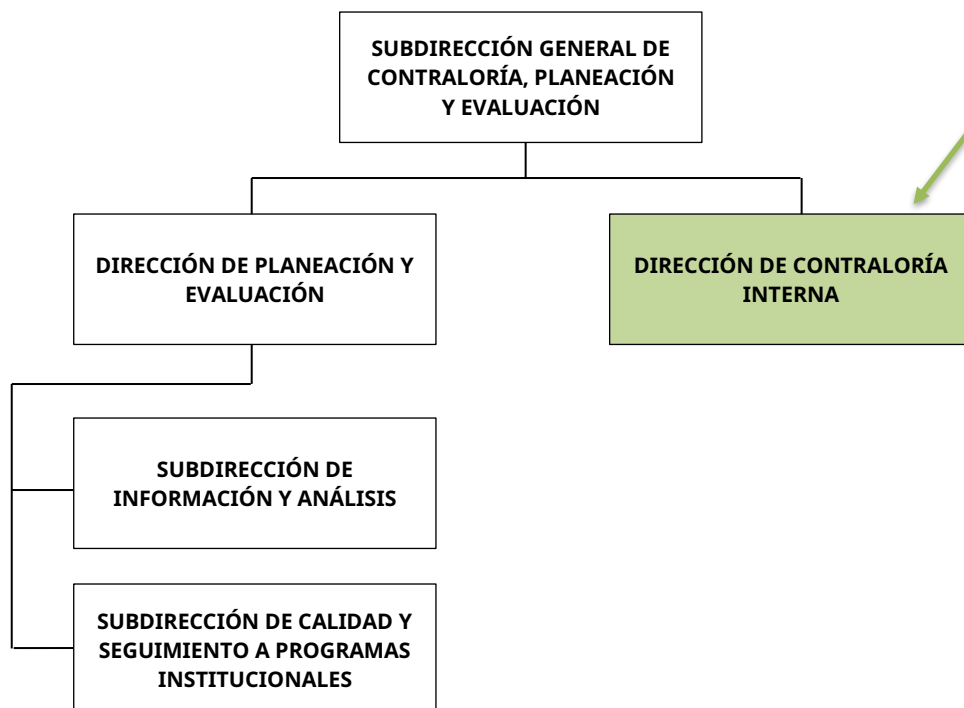 SUBDIRECCIÓN GENERAL DE
CONTRALORÍA, PLANEACIÓN
Y EVALUACIÓN
DIRECCIÓN DE PLANEACIÓN Y
EVALUACIÓN
DIRECCIÓN DE CONTRALORÍA
INTERNA
SUBDIRECCIÓN DE
INFORMACIÓN Y ANÁLISIS
SUBDIRECCIÓN DE CALIDAD Y
SEGUIMIENTO A PROGRAMAS
INSTITUCIONALES